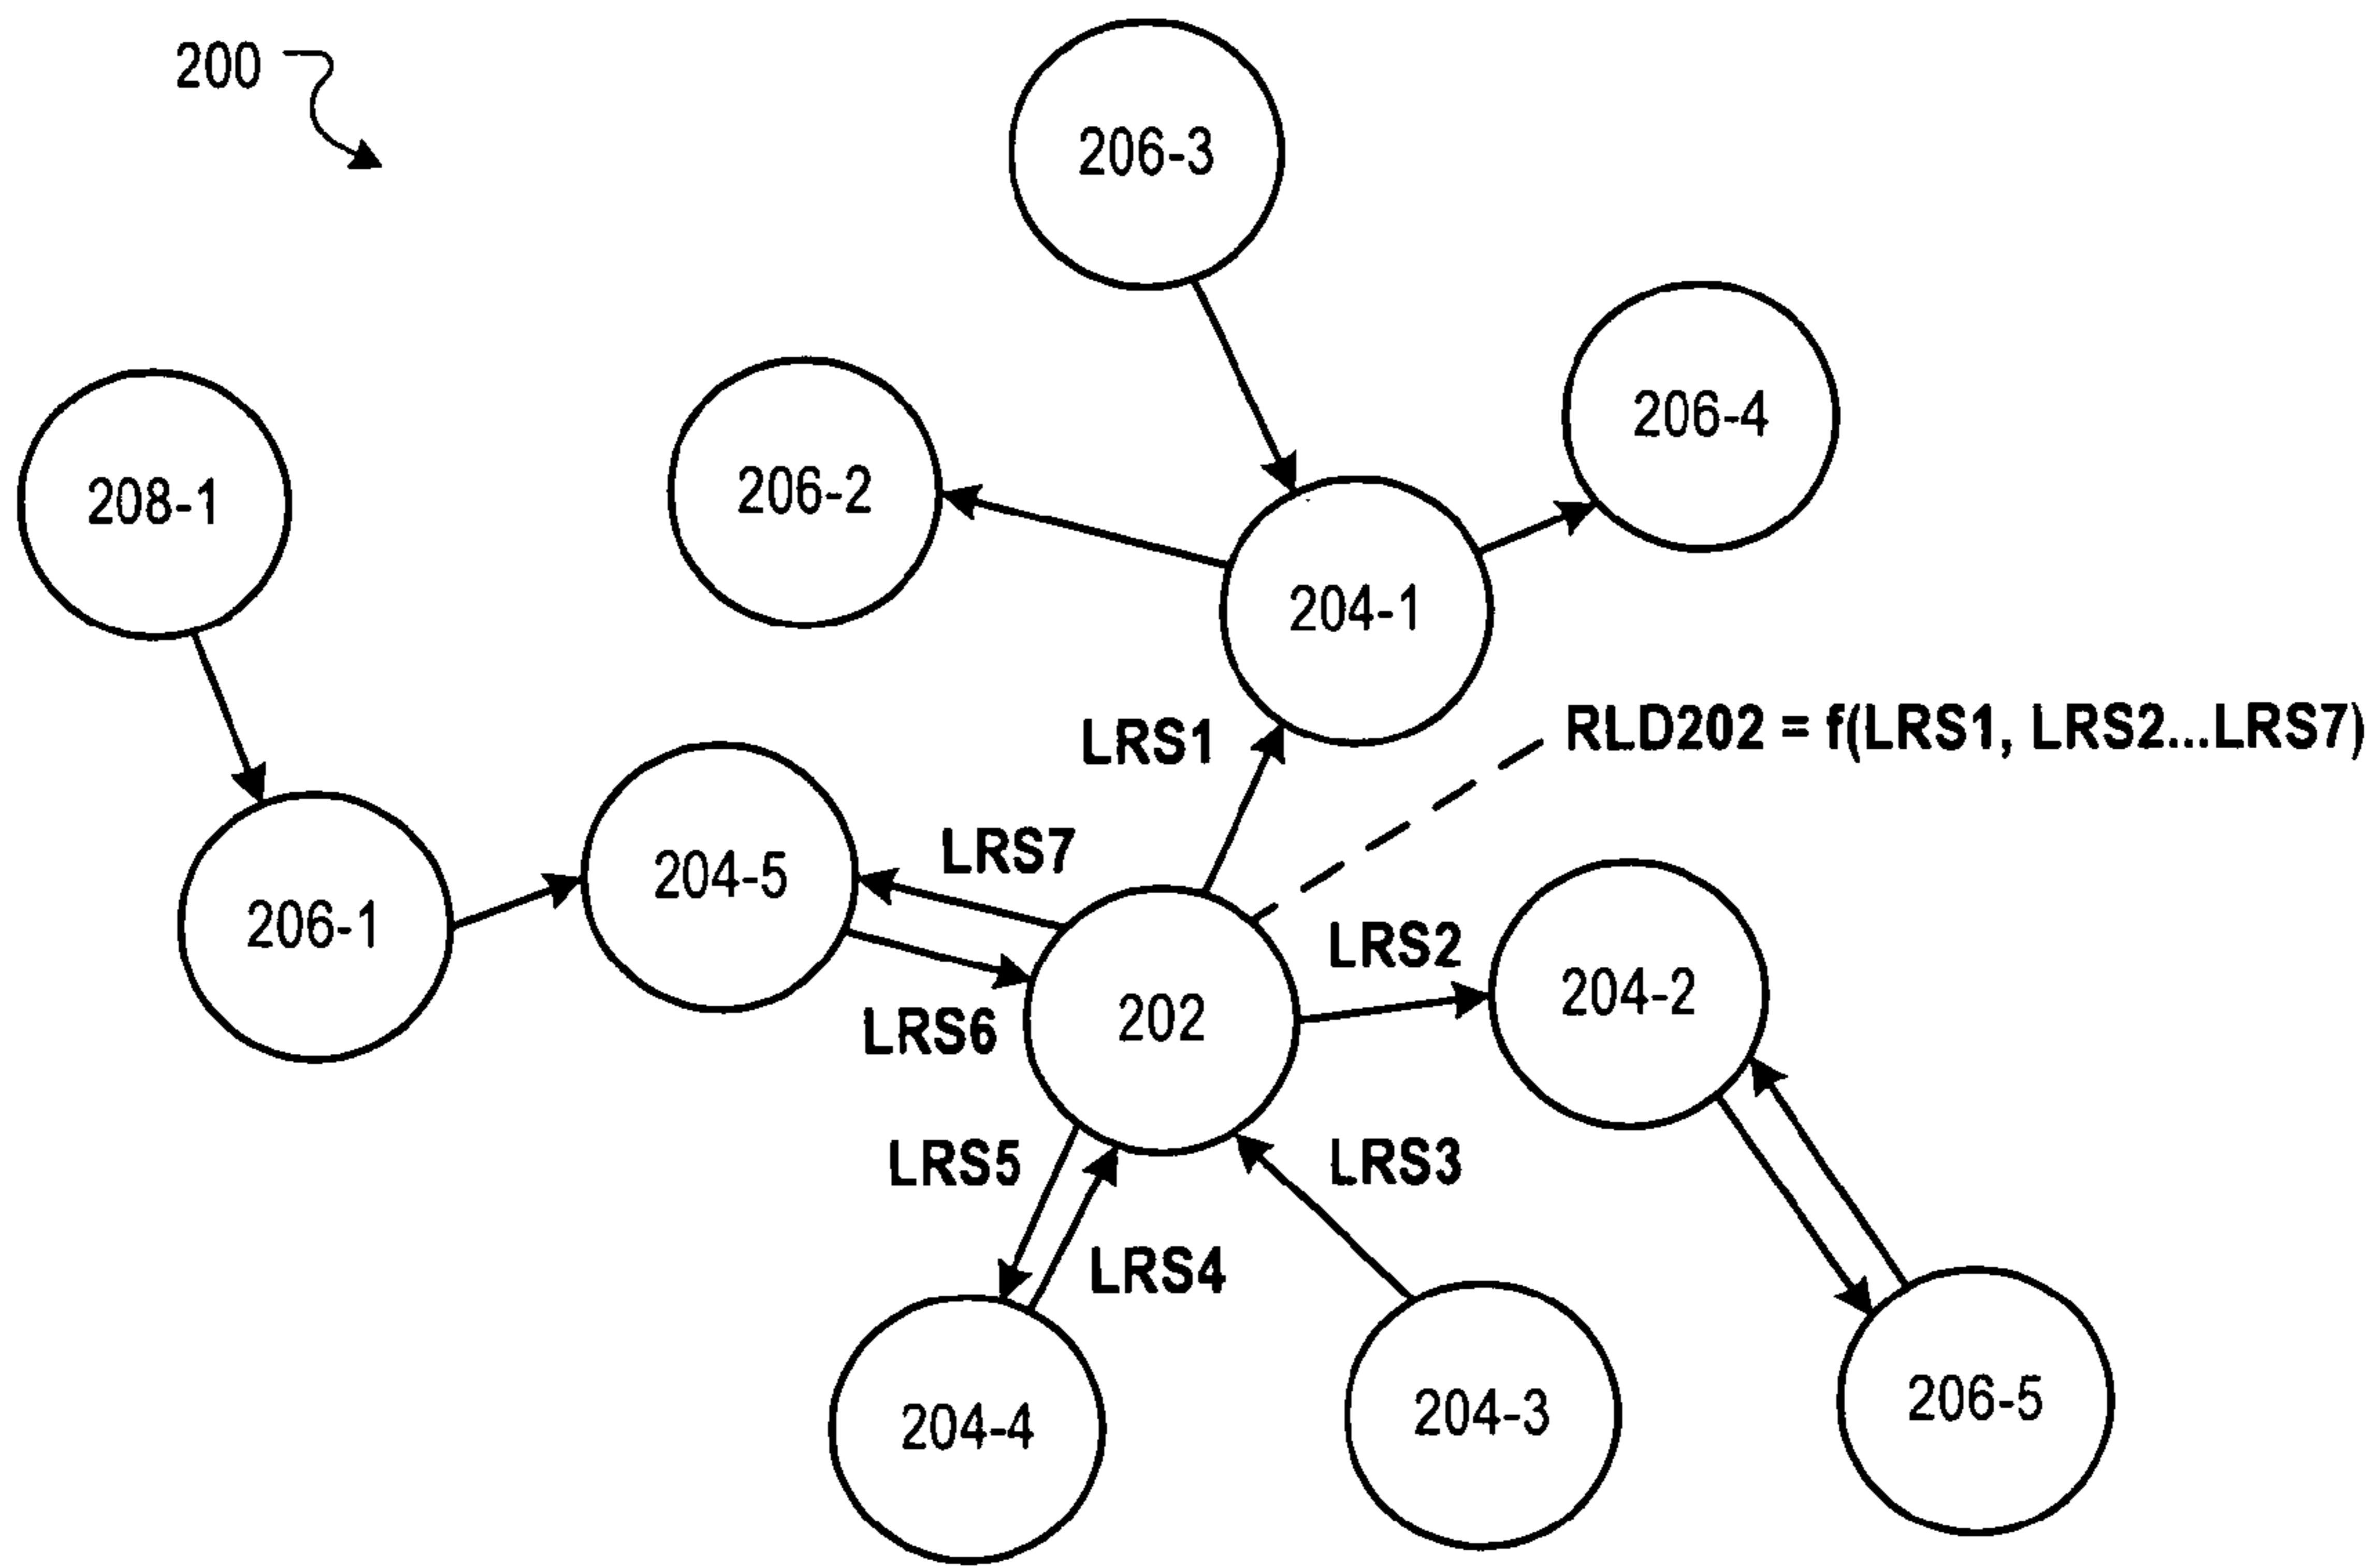 200
206-3
206-4
206-2
208-1
204-1
LRS1
RLD202 = f(LRS1, LRS2...LRS7)
LRS7
204-5
206-1
LRS2
204-2
LRS6
202
LRS5
LRS3
LRS4
204-4
204-3
206-5